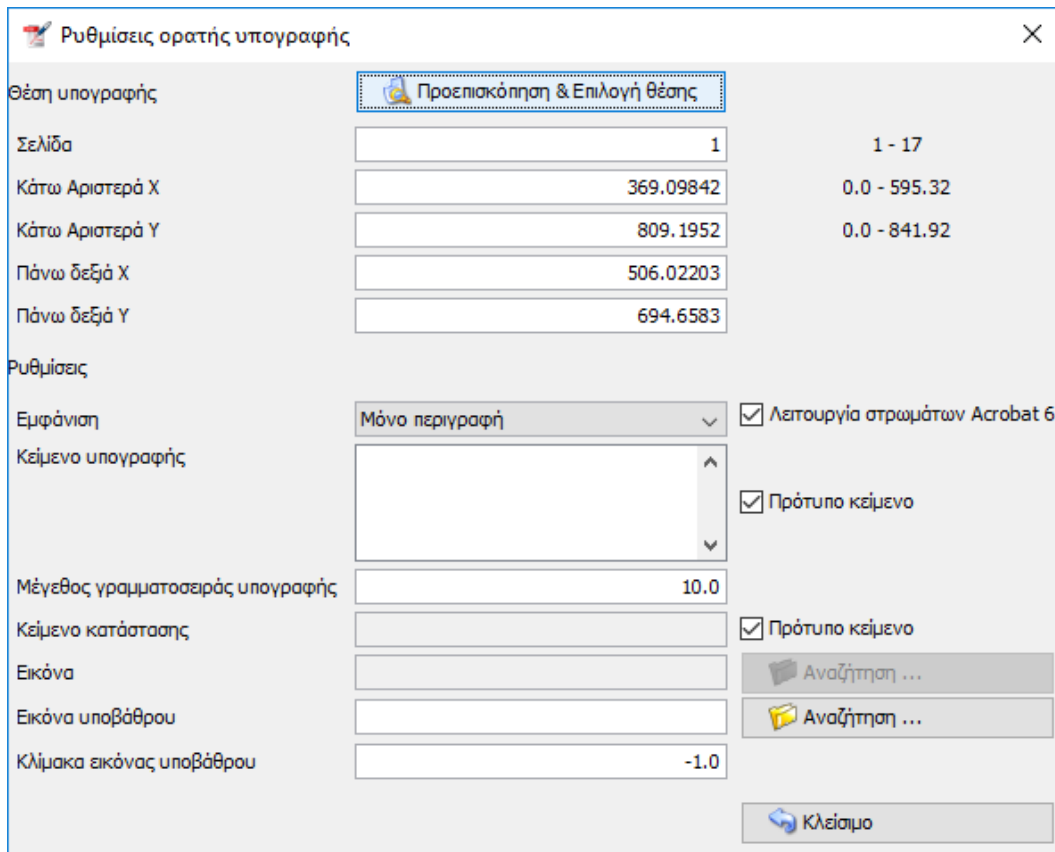 Ρυθμίσεις ορατής υπογραφής
Θέση υπογραφής Προεπισκόπηση & Επιλογή θέσης
Σελίδα 1 1 - 17
Κάτω Αριστερά X 369.09842 0.0 - 595.32
Κάτω Αριστερά Y 809.1952 0.0 - 841.92
Πάνω δεξιά X 506.02203
Πάνω δεξιά Y 694.6583
Ρυθμίσεις
Εμφάνιση Μόνο περιγραφή Λειτουργία στρωμάτων Acrobat 6
Κείμενο υπογραφής
Πρότυπο κείμενο
Μέγεθος γραμματοσειράς υπογραφής 10.0
Κείμενο κατάστασης Πρότυπο κείμενο
Εικόνα Αναζήτηση ...
Εικόνα υποβάθρου Αναζήτηση ...
Κλίμακα εικόνας υποβάθρου -1.0
Κλείσιμο